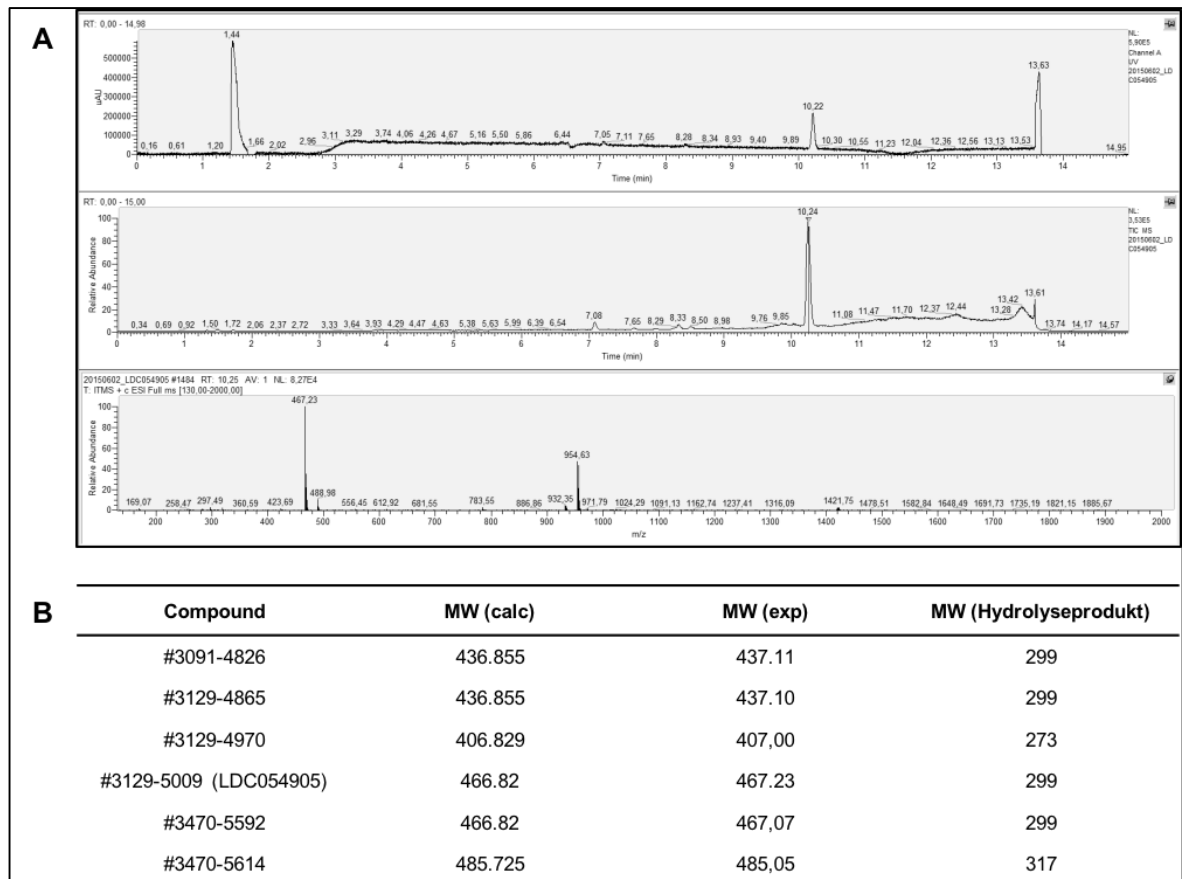 A
RT: 0,00 - 14,98
NL:
5,90E5
Channel A
UV
20150602_LD
C054905
µAU
500000
400000
300000
200000
100000
0
1,44
10,22
13,63
0,16 0,61 1,20 1,66 2,02 2,96 3,11 3,29 3,74 4,06 4,26 4,67 5,16 5,50 5,86 6,44 7,05 7,11 7,65 8,28 8,34 8,93 9,40 9,89 10,30 10,55 11,23 12,04 12,36 12,56 13,13 13,53 14,95
0 1 2 3 4 5 6 7 8 9 10 11 12 13 14
Time (min)
RT: 0,00 - 15,00
NL:
3,53E5
TIC MS
20150602_LD
C054905
Relative Abundance
100
80
60
40
20
0
10,24
0,34 0,69 0,92 1,50 1,72 2,06 2,37 2,72 3,33 3,64 3,93 4,29 4,47 4,63 5,38 5,63 5,99 6,39 6,54 7,08 7,65 8,29 8,33 8,50 8,98 9,76 9,85 11,08 11,47 11,70 12,37 12,44 13,28 13,42 13,61 13,74 14,17 14,57
0 1 2 3 4 5 6 7 8 9 10 11 12 13 14
Time (min)
20150602_LDC054905 #1484 RT: 10,25 AV: 1 NL: 8,27E4
T: ITMS + c ESI Full ms [130,00-2000,00]
Relative Abundance
100
80
60
40
20
0
467,23
954,63
169,07 258,47 297,49 360,59 423,69 488,98 556,45 612,92 681,55 783,55 886,86 932,35 971,79 1024,29 1091,13 1162,74 1237,41 1316,09 1421,75 1478,51 1582,84 1648,49 1691,73 1735,19 1821,15 1885,67
200 300 400 500 600 700 800 900 1000 1100 1200 1300 1400 1500 1600 1700 1800 1900 2000
m/z
B
Compound MW (calc) MW (exp) MW (Hydrolyseprodukt)
#3091-4826 436.855 437.11 299
#3129-4865 436.855 437.10 299
#3129-4970 406.829 407,00 273
#3129-5009 (LDC054905) 466.82 467.23 299
#3470-5592 466.82 467,07 299
#3470-5614 485.725 485,05 317